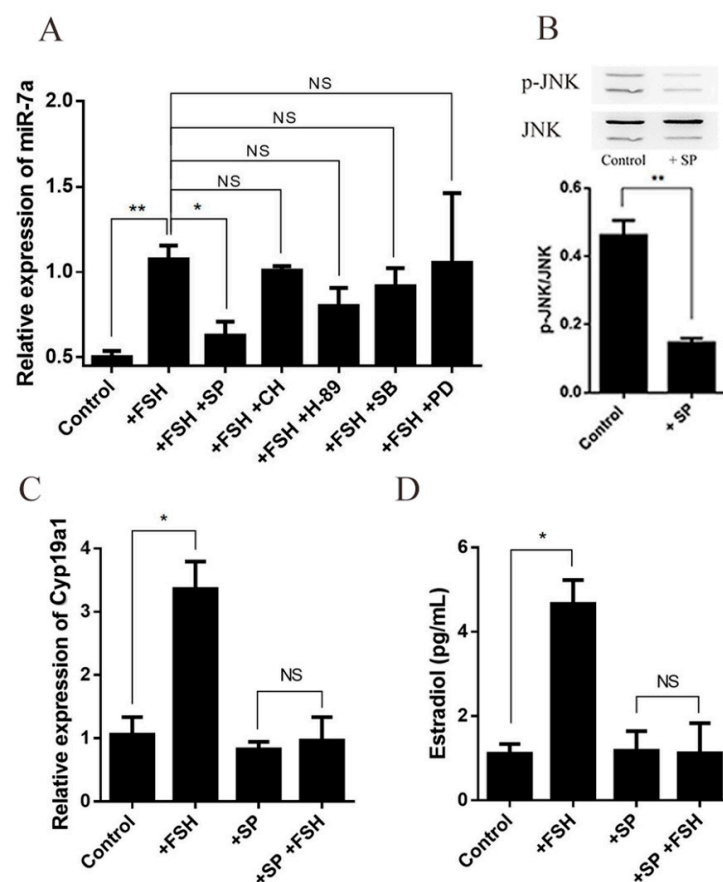 A
Relative expression of miR-7a
2.0
1.5
1.0
0.5
**
*
NS
NS
NS
NS
Control
+FSH
+FSH +SP
+FSH +CH
+FSH +H-89
+FSH +SB
+FSH +PD
B
p-JNK
JNK
Control
+ SP
p-JNK/JNK
0.6
0.4
0.2
0.0
**
Control
+ SP
C
Relative expression of Cyp19a1
4
3
2
1
0
*
NS
Control
+FSH
+SP
+SP +FSH
D
Estradiol (pg/mL)
6
4
2
0
*
NS
Control
+FSH
+SP
+SP +FSH